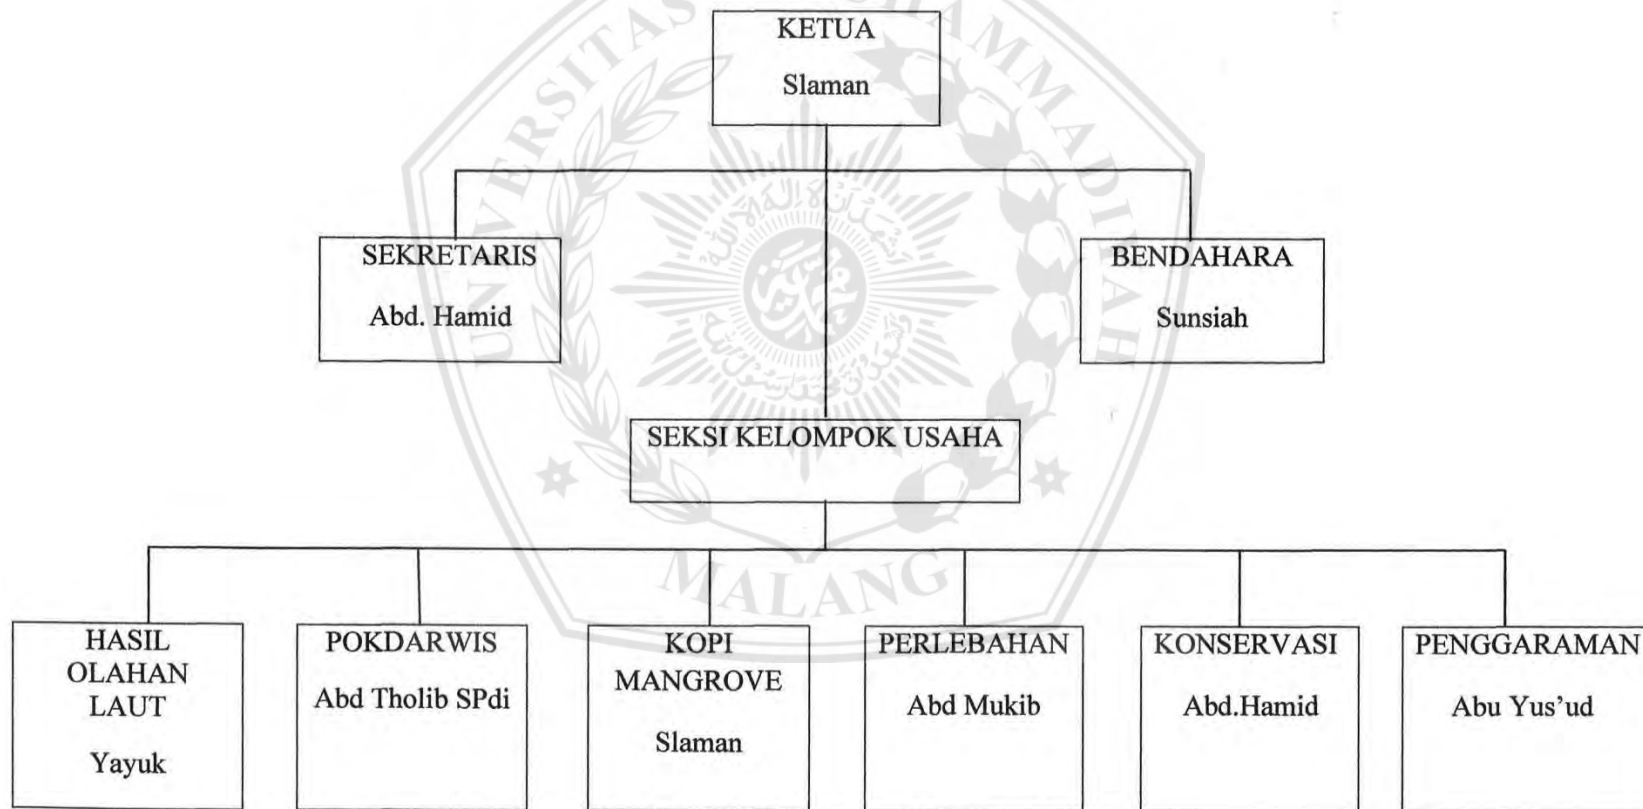 KETUA
Slaman
SEKRETARIS
Abd. Hamid
BENDAHARA
Sunsiah
SEKSI KELOMPOK USAHA
HASIL
OLAHAN
LAUT
Yayuk
POKDARWIS
Abd Tholib SPdi
KOPI
MANGROVE
Slaman
PERLEBAHAN
Abd Mukib
KONSERVASI
Abd.Hamid
PENGGARAMAN
Abu Yus’ud
MALANG